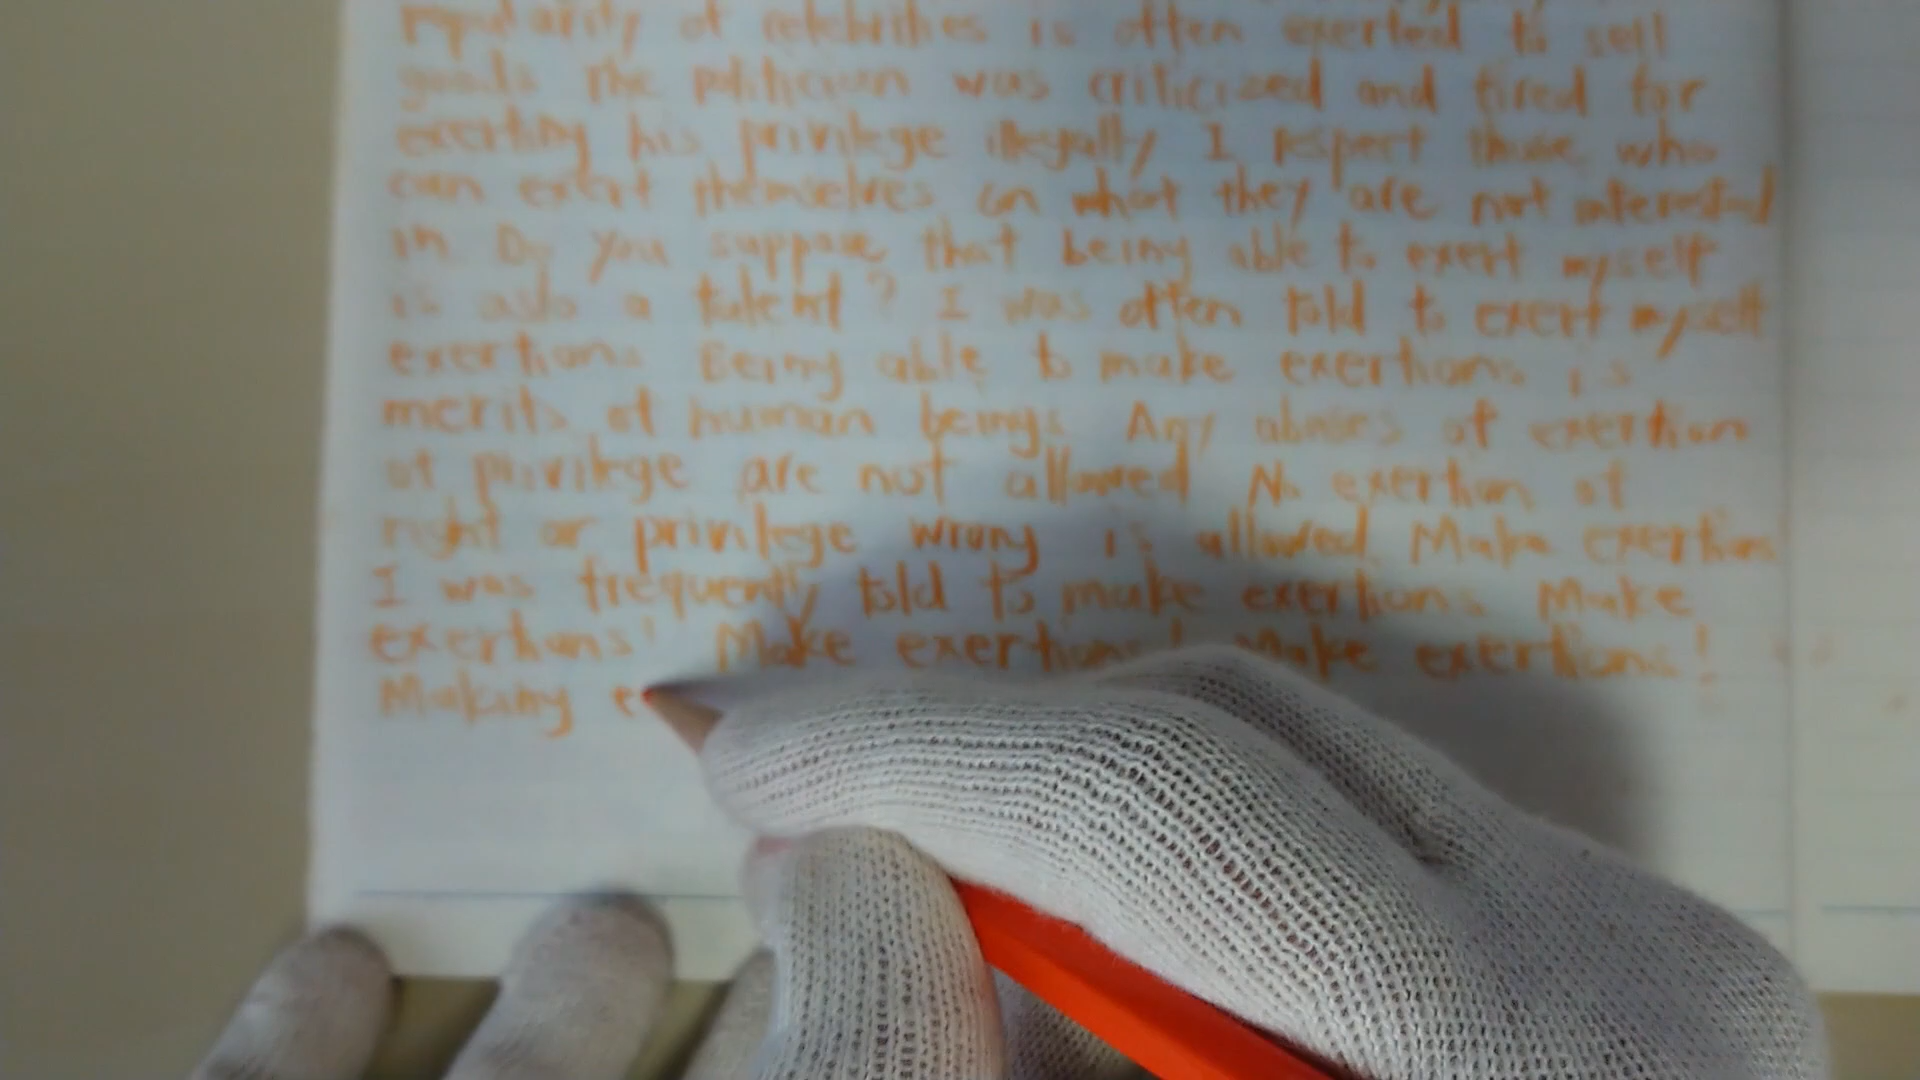 popularity of celebrities is often exerted to sell
goods The politician was criticized and fired for
exerting his privilege illegally I respect those who
can exert themselves on what they are not interested
in Do you suppose that being able to exert myself
is also a talent? I was often told to exert myself
exertions Being able to make exertions is
merits of human beings Any abuses of exertion
of privilege are not allowed No exertion of
right or privilege wrong is allowed Make exertions
I was frequently told to make exertions Make
exertions! Make exertions! Make exertions!
Making e